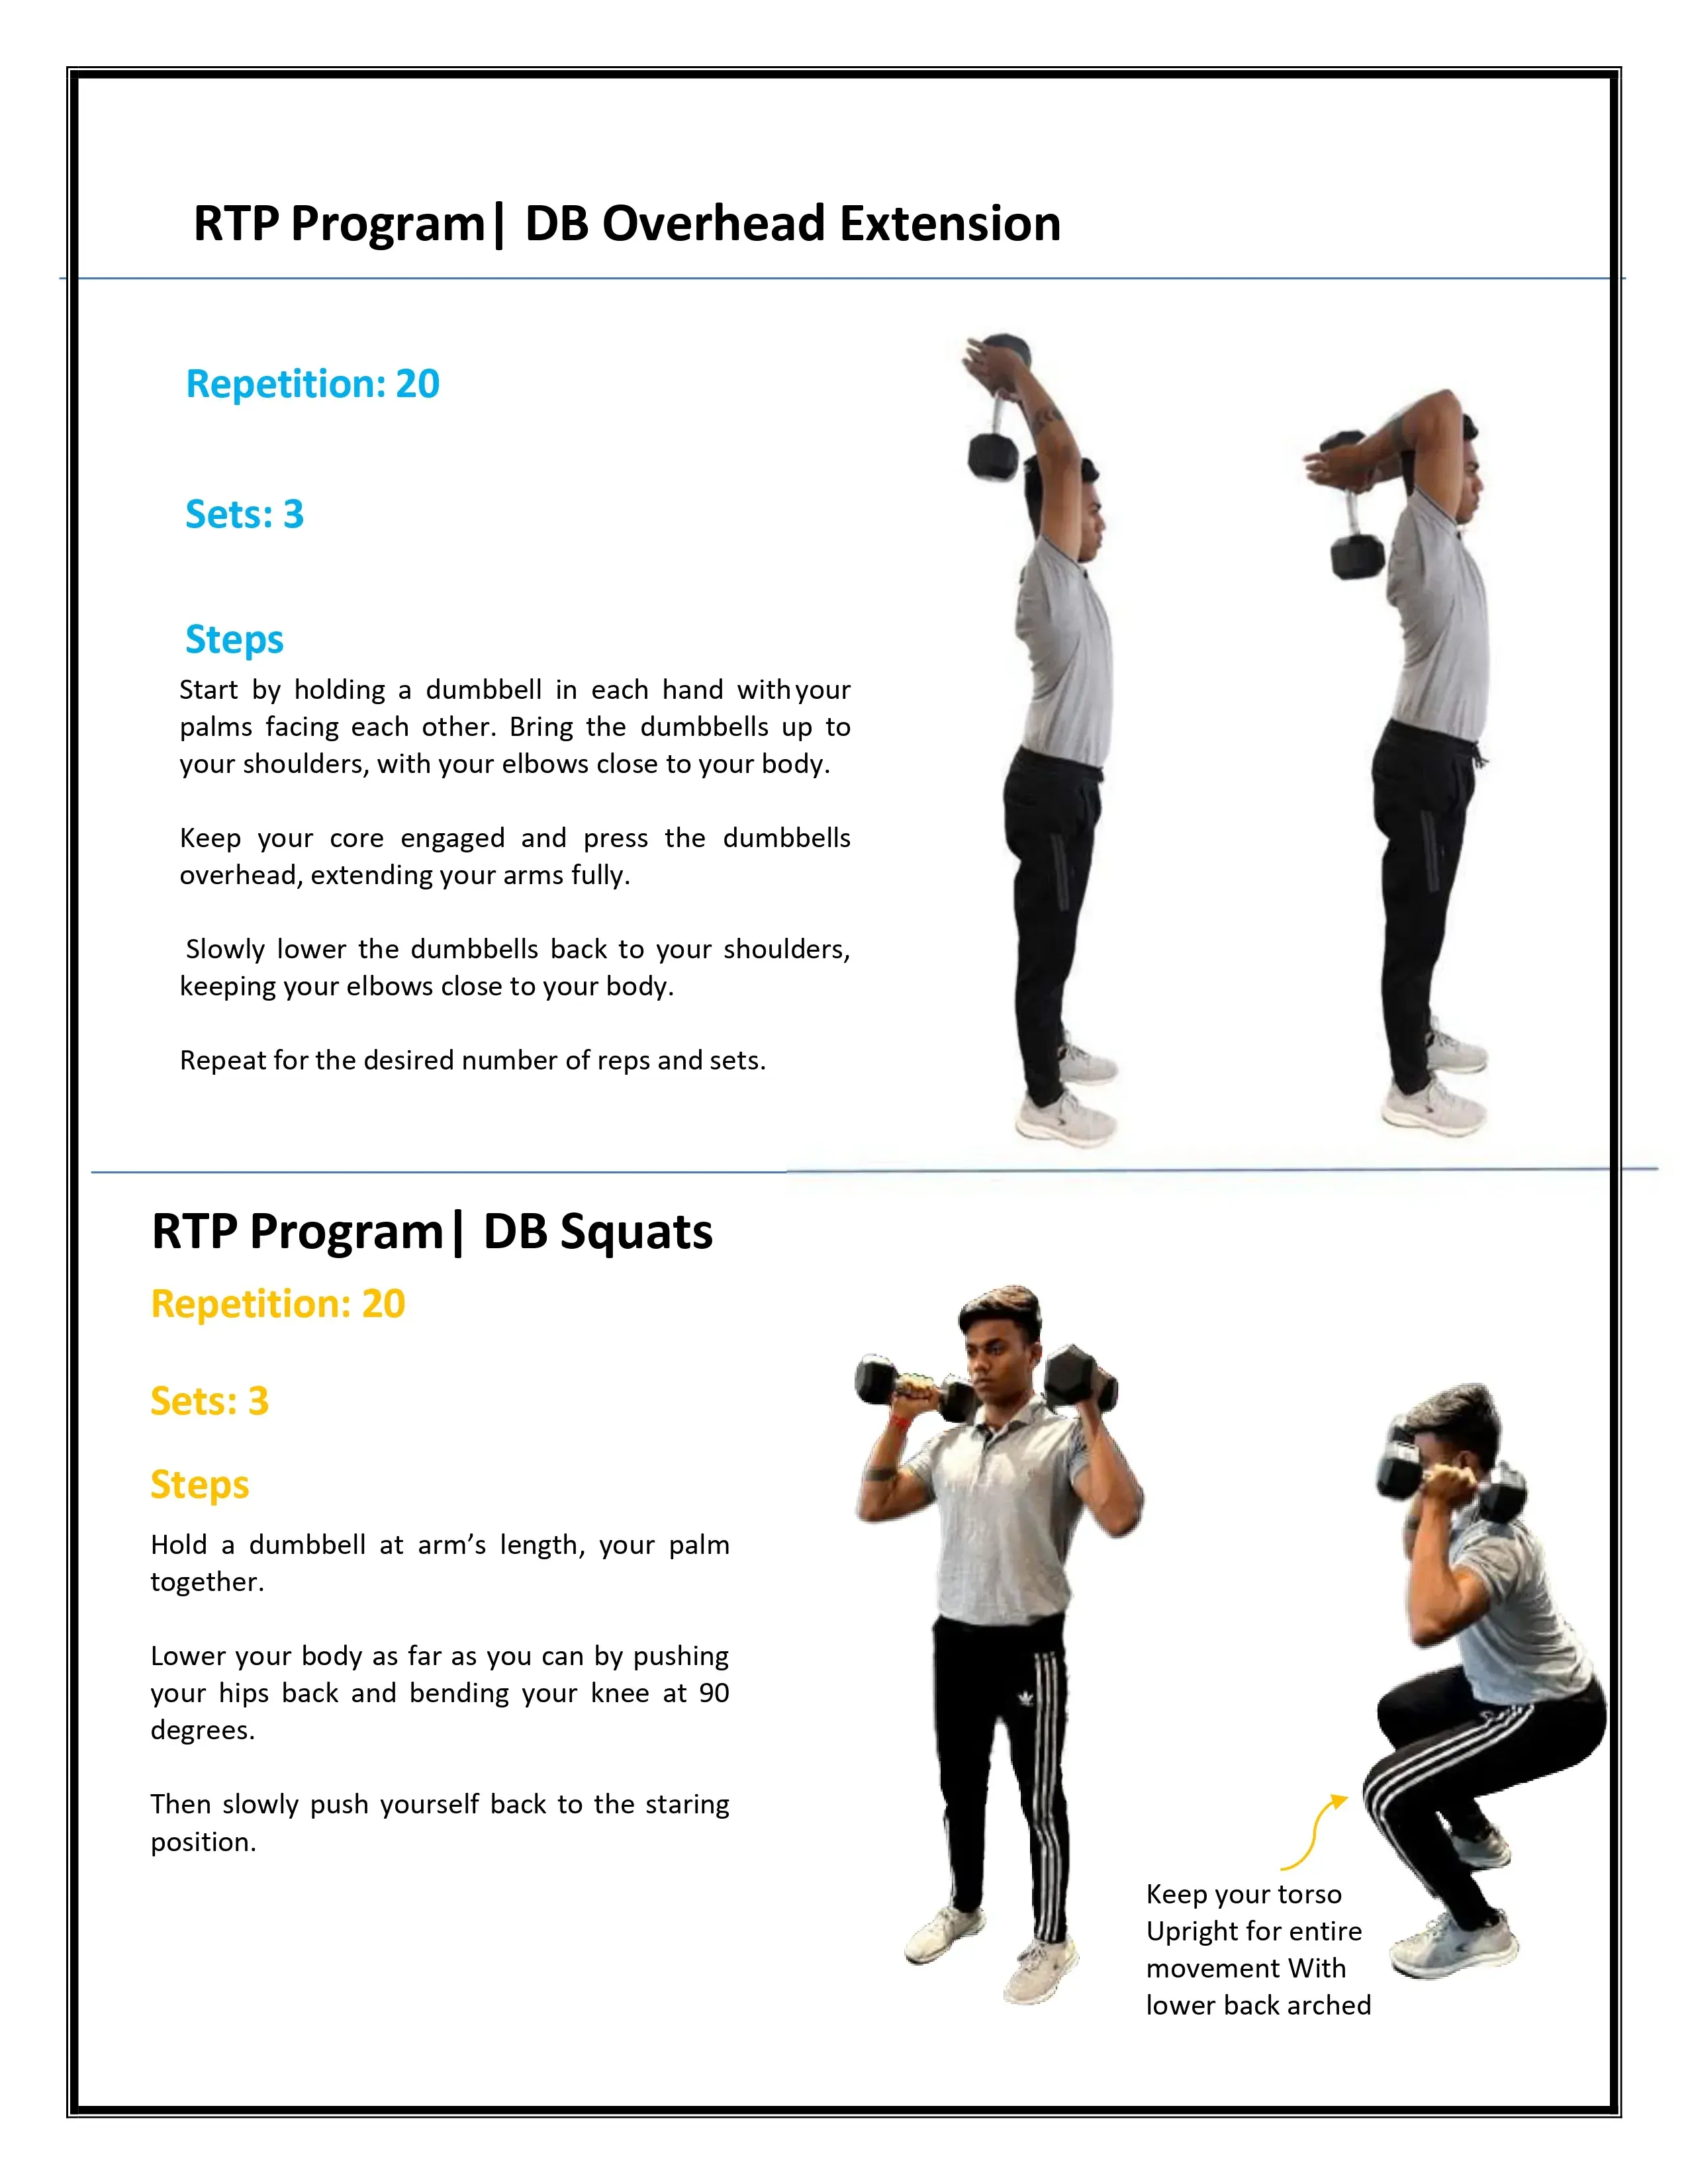 RTP Program| DB Overhead Extension
Repetition: 20
Sets: 3
Steps
Start by holding a dumbbell in each hand with your
palms facing each other. Bring the dumbbells up to
your shoulders, with your elbows close to your body.
Keep your core engaged and press the dumbbells
overhead, extending your arms fully.
Slowly lower the dumbbells back to your shoulders,
keeping your elbows close to your body.
Repeat for the desired number of reps and sets.
RTP Program| DB Squats
Repetition: 20
Sets: 3
Steps
Hold a dumbbell at arm’s length, your palm
together.
Lower your body as far as you can by pushing
your hips back and bending your knee at 90
degrees.
Then slowly push yourself back to the staring
position.
Keep your torso
Upright for entire
movement With
lower back arched